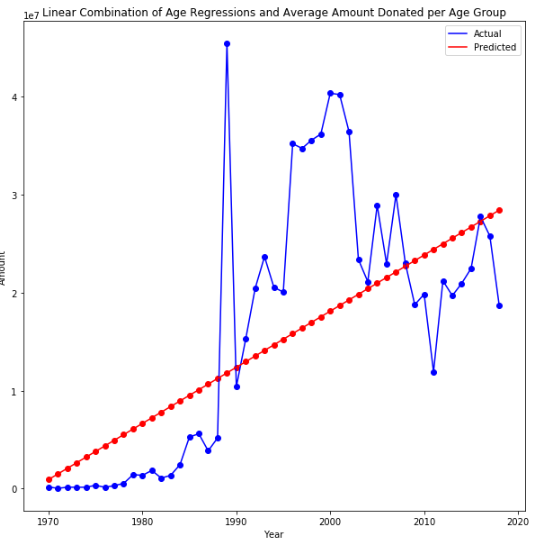 Linear Combination of Age Regressions and Average Amount Donated per Age Group
1e7
Actual
Predicted
4
3
2
1
0
Amount
1970
1980
1990
2000
2010
2020
Year